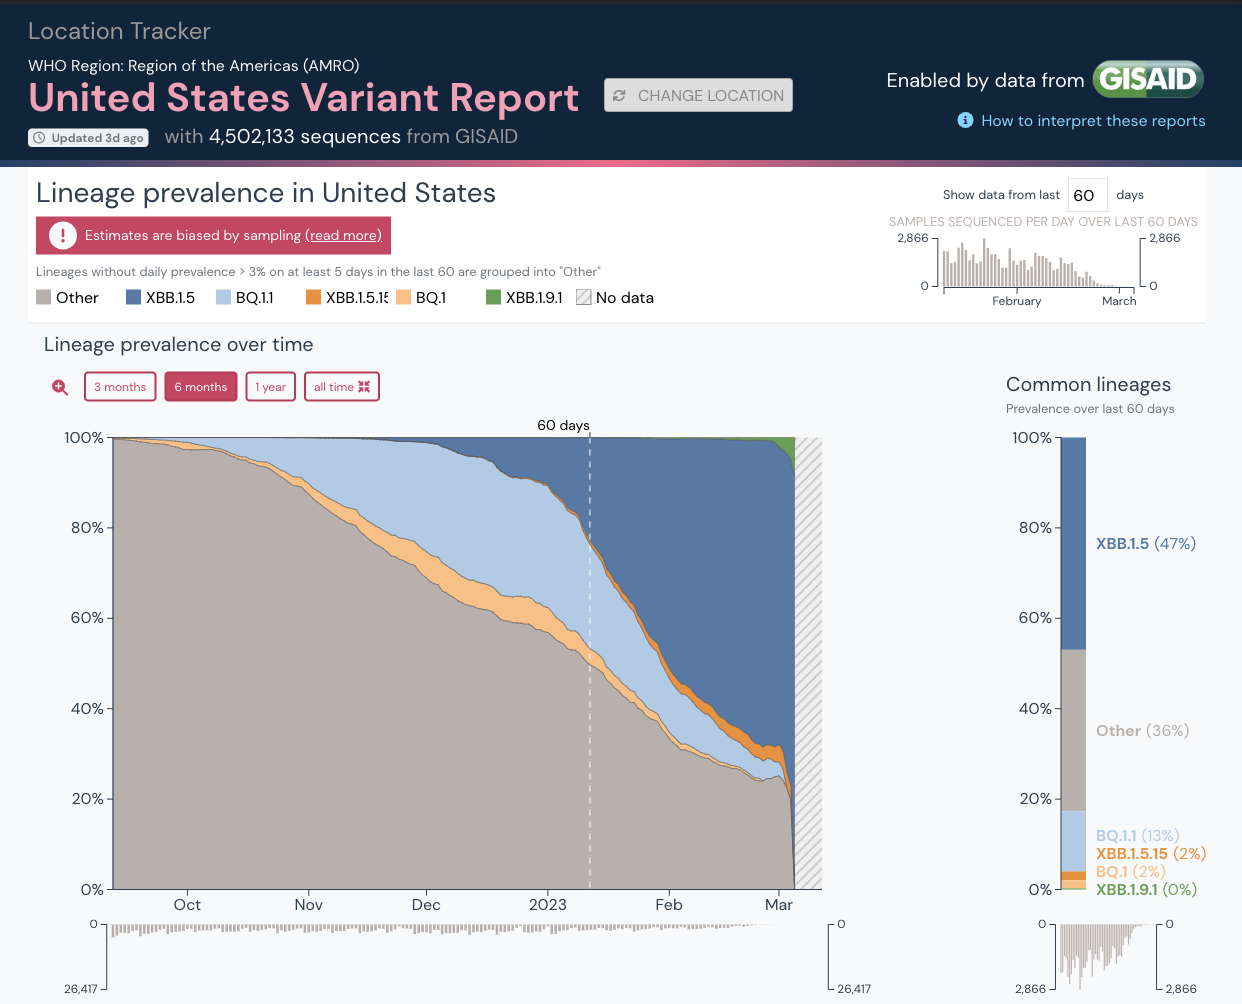 Location Tracker
WHO Region: Region of the Americas (AMRO)
United States Variant Report
CHANGE LOCATION
Updated 3d ago with 4,502,133 sequences from GISAID
Enabled by data from GISAID
How to interpret these reports
Lineage prevalence in United States
! Estimates are biased by sampling (read more)
Lineages without daily prevalence > 3% on at least 5 days in the last 60 are grouped into "Other"
Other XBB.1.5 BQ.1.1 XBB.1.5.15 BQ.1 XBB.1.9.1 No data
Show data from last 60 days
SAMPLES SEQUENCED PER DAY OVER LAST 60 DAYS
2,866 2,866
0 0
February March
Lineage prevalence over time
3 months 6 months 1 year all time
60 days
100%
80%
60%
40%
20%
0%
Oct Nov Dec 2023 Feb Mar
0 0
26,417 26,417
Common lineages
Prevalence over last 60 days
100%
80%
XBB.1.5 (47%)
60%
40%
Other (36%)
20%
BQ.1.1 (13%)
XBB.1.5.15 (2%)
BQ.1 (2%)
0% XBB.1.9.1 (0%)
0 0
2,866 2,866